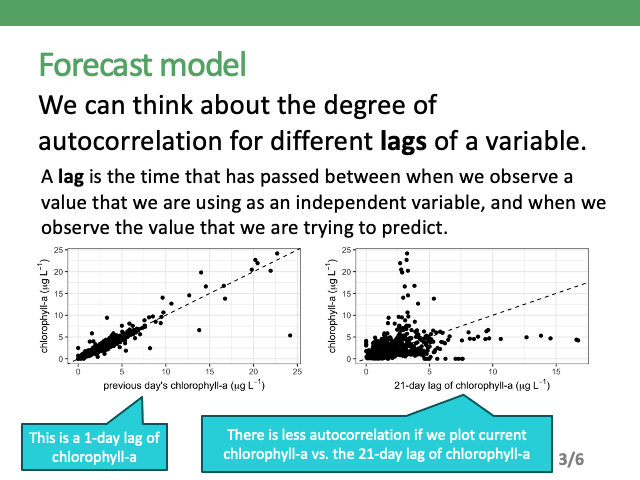 Forecast model
We can think about the degree of
autocorrelation for different lags of a variable.
A lag is the time that has passed between when we observe a
value that we are using as an independent variable, and when we
observe the value that we are trying to predict.
25
20
15
10
5
0
chlorophyll-a (μg L⁻¹)
0 5 10 15 20 25
previous day's chlorophyll-a (μg L⁻¹)
25
20
15
10
5
0
chlorophyll-a (μg L⁻¹)
0 5 10 15
21-day lag of chlorophyll-a (μg L⁻¹)
This is a 1-day lag of
chlorophyll-a
There is less autocorrelation if we plot current
chlorophyll-a vs. the 21-day lag of chlorophyll-a
3/6